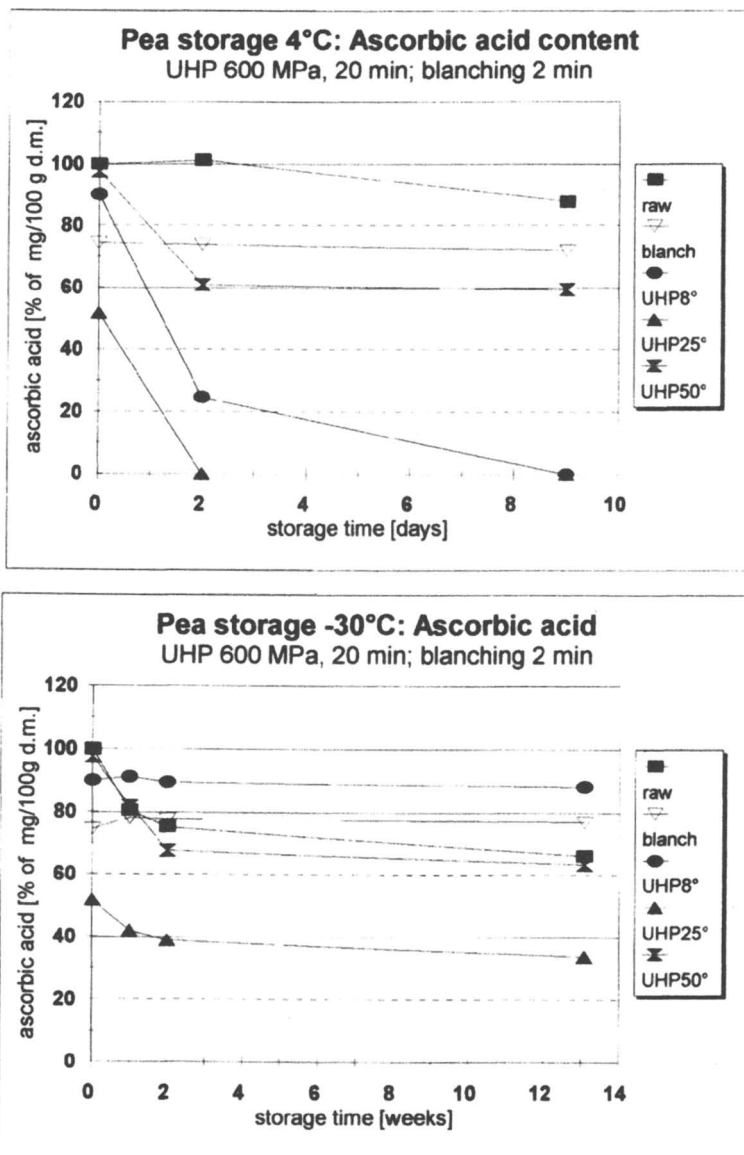 Pea storage 4°C: Ascorbic acid content
UHP 600 MPa, 20 min; blanching 2 min
120
100
80
60
40
20
0
ascorbic acid [% of mg/100 g d.m.]
0 2 4 6 8 10
storage time [days]
raw
blanch
UHP8°
UHP25°
UHP50°
Pea storage -30°C: Ascorbic acid
UHP 600 MPa, 20 min; blanching 2 min
120
100
80
60
40
20
0
ascorbic acid [% of mg/100g d.m.]
0 2 4 6 8 10 12 14
storage time [weeks]
raw
blanch
UHP8°
UHP25°
UHP50°